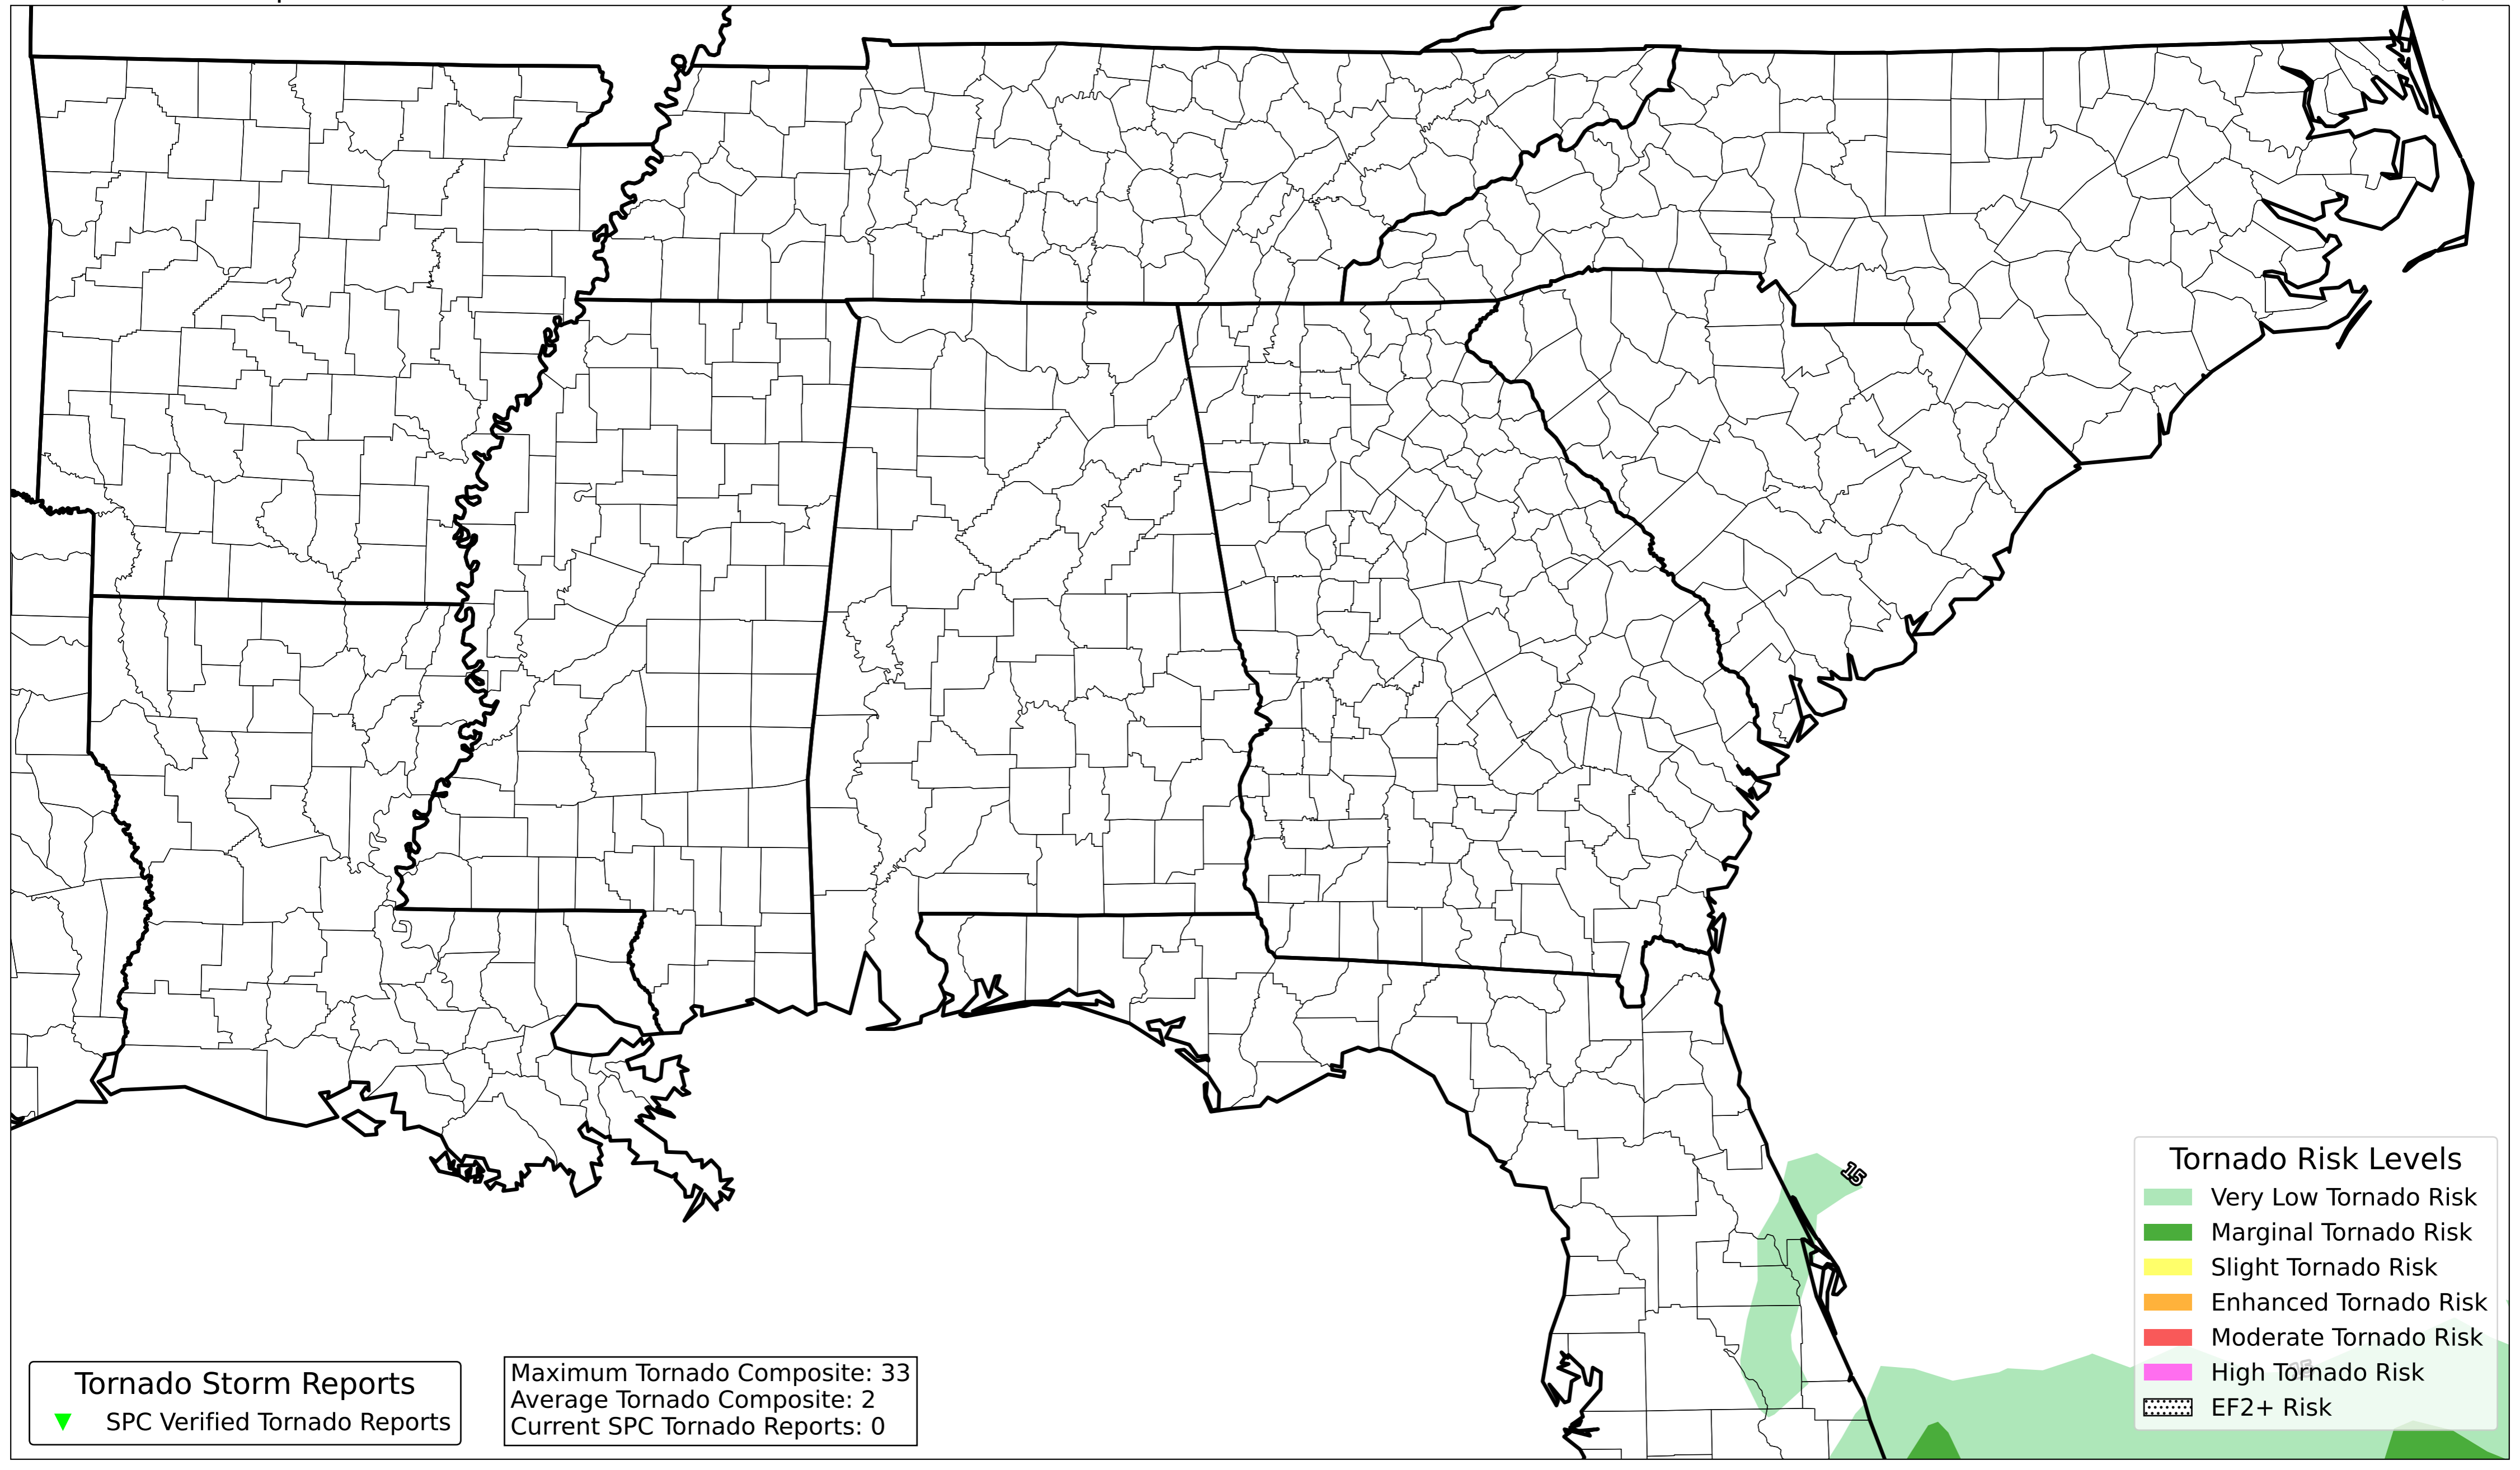 15
Tornado Risk Levels
Very Low Tornado Risk
Marginal Tornado Risk
Slight Tornado Risk
Enhanced Tornado Risk
Moderate Tornado Risk
High Tornado Risk
EF2+ Risk
Tornado Storm Reports
SPC Verified Tornado Reports
Maximum Tornado Composite: 33
Average Tornado Composite: 2
Current SPC Tornado Reports: 0